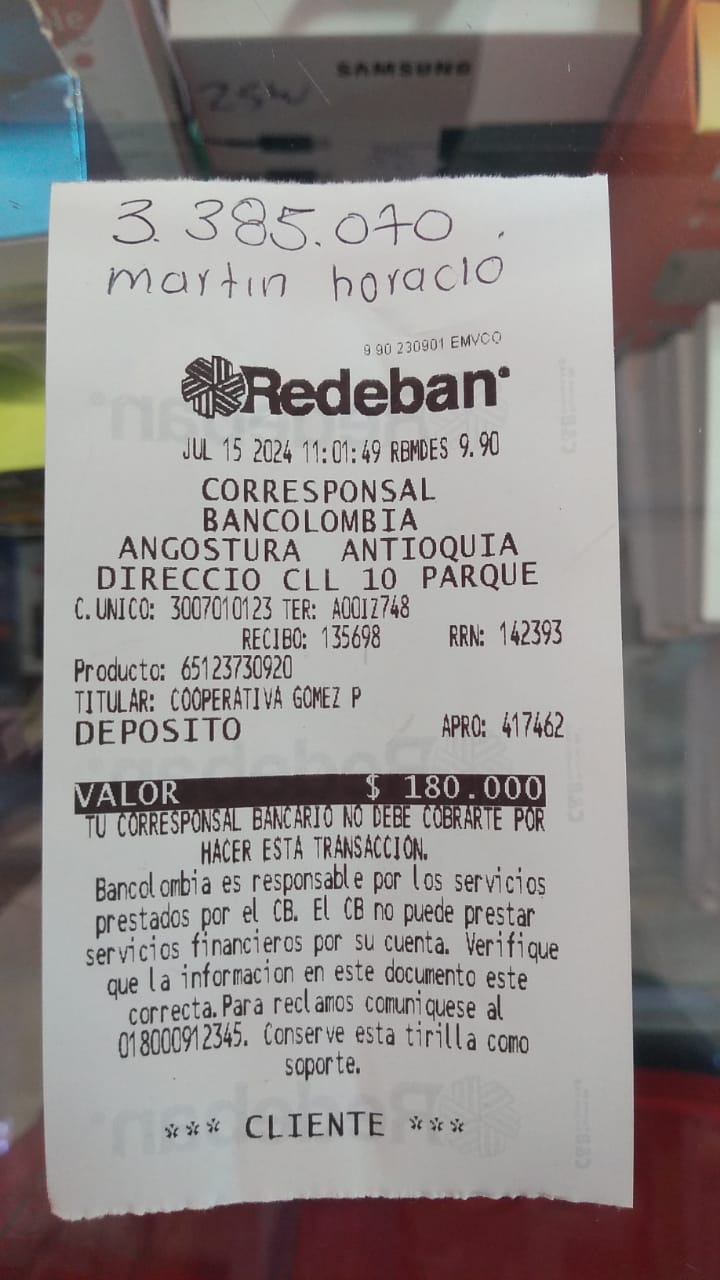 SAMSUNG
25W
3.385.070.
martin horacio
9.90 230901 EMVCO
Redeban
JUL 15 2024 11:01:49 RBMDES 9.90
CORRESPONSAL
BANCOLOMBIA
ANGOSTURA ANTIOQUIA
DIRECCIO CLL 10 PARQUE
C.UNICO: 3007010123 TER: A00IZ748
RECIBO: 135698 RRN: 142393
Producto: 65123730920
TITULAR: COOPERATIVA GOMEZ P
DEPOSITO APRO: 417462
VALOR $ 180.000
TU CORRESPONSAL BANCARIO NO DEBE COBRARTE POR
HACER ESTA TRANSACCIÓN.
Bancolombia es responsable por los servicios
prestados por el CB. El CB no puede prestar
servicios financieros por su cuenta. Verifique
que la informacion en este documento este
correcta. Para reclamos comuniquese al
018000912345. Conserve esta tirilla como
soporte.
*** CLIENTE ***